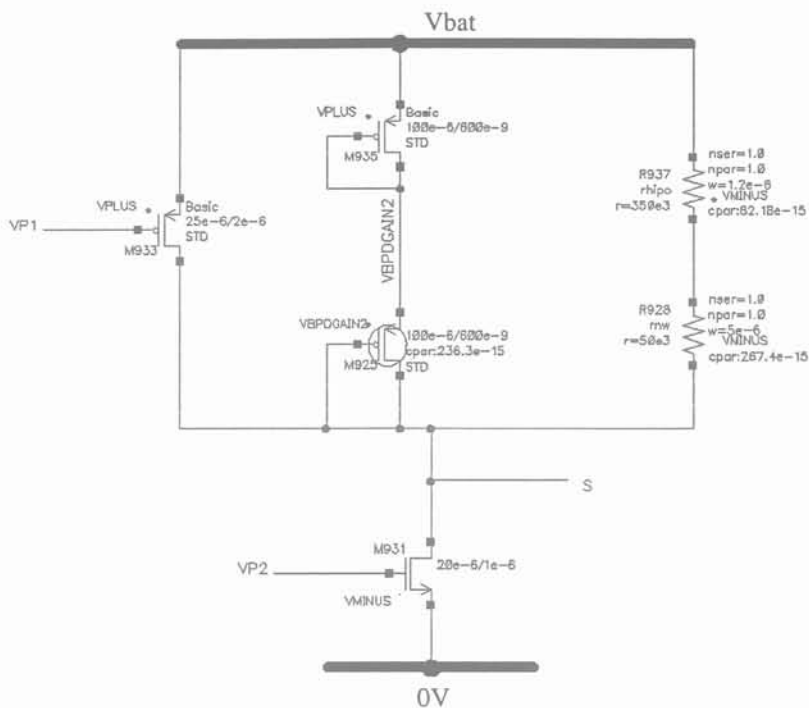 Vbat
VPLUS
Basic
100e-6/600e-9
STD
M935
nser=1.0
npar=1.0
w=1.2e-6
VMINUS
cpar:62.18e-15
R937
rhipo
r=350e3
VPLUS
Basic
25e-6/2e-6
STD
VP1
M933
VBPDGAIN2
VBPDGAIN2
100e-6/600e-9
cpar:236.3e-15
STD
M925
nser=1.0
npar=1.0
w=5e-6
VMINUS
cpar:267.4e-15
R928
rnw
r=50e3
S
M931
20e-6/1e-6
VP2
VMINUS
0V